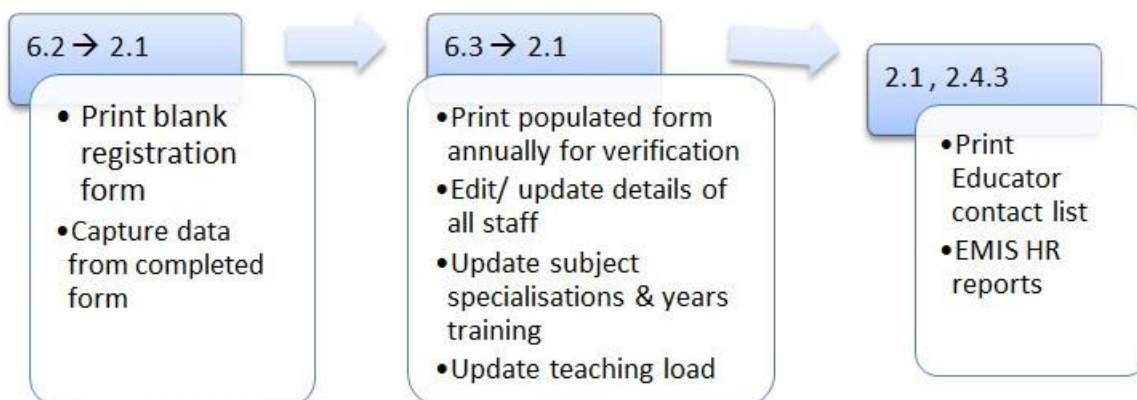 6.2 → 2.1
• Print blank
registration
form
•Capture data
from completed
form
6.3 → 2.1
•Print populated form
annually for verification
•Edit/ update details of
all staff
•Update subject
specialisations & years
training
•Update teaching load
2.1 , 2.4.3
•Print
Educator
contact list
•EMIS HR
reports